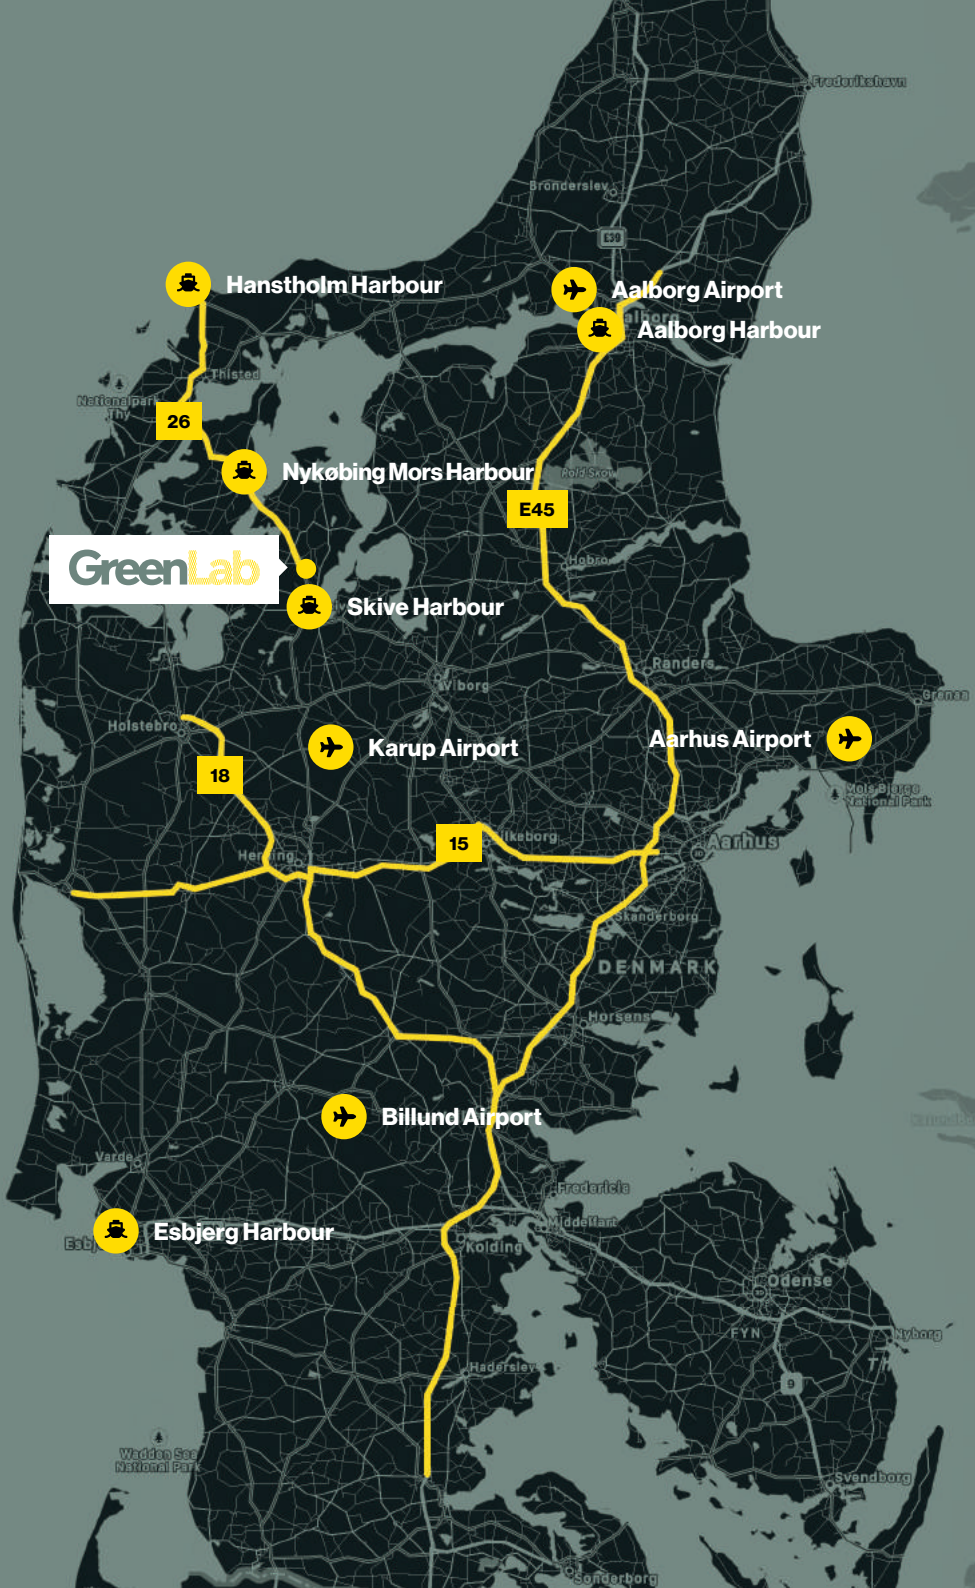 Frederikshavn
Brønderslev
E39
Hanstholm Harbour
Aalborg Airport
Aalborg Harbour
Thisted
Nationalpark
Thy
26
Nykøbing Mors Harbour
Rold Skov
E45
Hobro
GreenLab
Skive Harbour
Randers
Viborg
Grenaa
Holstebro
Karup Airport
Aarhus Airport
18
Mols Bjerge
National Park
15
Silkeborg
Aarhus
Herning
Skanderborg
DENMARK
Horsens
Billund Airport
Varde
Fredericia
Middelfart
Esbjerg Harbour
Kolding
Odense
FYN
Nyborg
Haderslev
9
Wadden Sea
National Park
Svendborg
Sønderborg